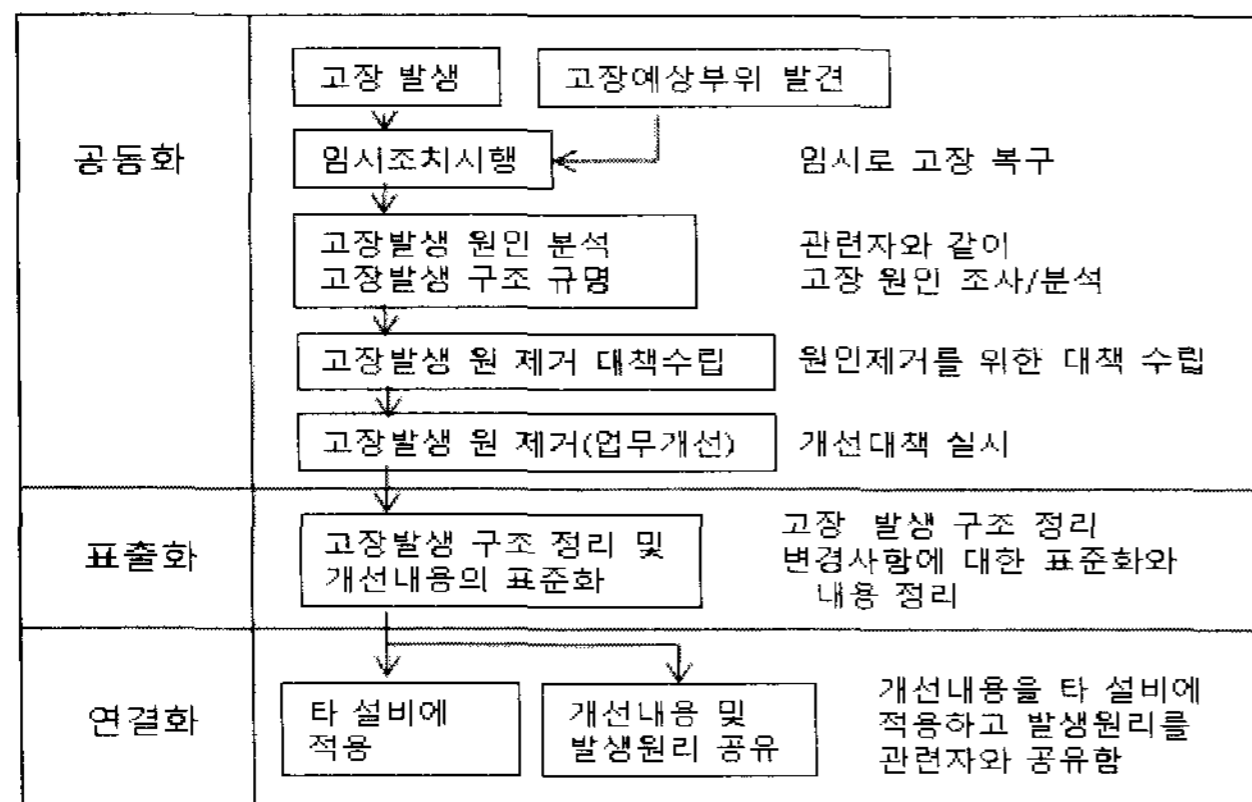 공동화
고장 발생
고장예상부위 발견
임시조치시행
임시로 고장 복구
고장발생 원인 분석
고장발생 구조 규명
관련자와 같이
고장 원인 조사/분석
고장발생 원 제거 대책수립
원인제거를 위한 대책 수립
고장발생 원 제거(업무개선)
개선대책 실시
표출화
고장발생 구조 정리 및
개선내용의 표준화
고장 발생 구조 정리
변경사항에 대한 표준화와
내용 정리
연결화
타 설비에
적용
개선내용 및
발생원리 공유
개선내용을 타 설비에
적용하고 발생원리를
관련자와 공유함